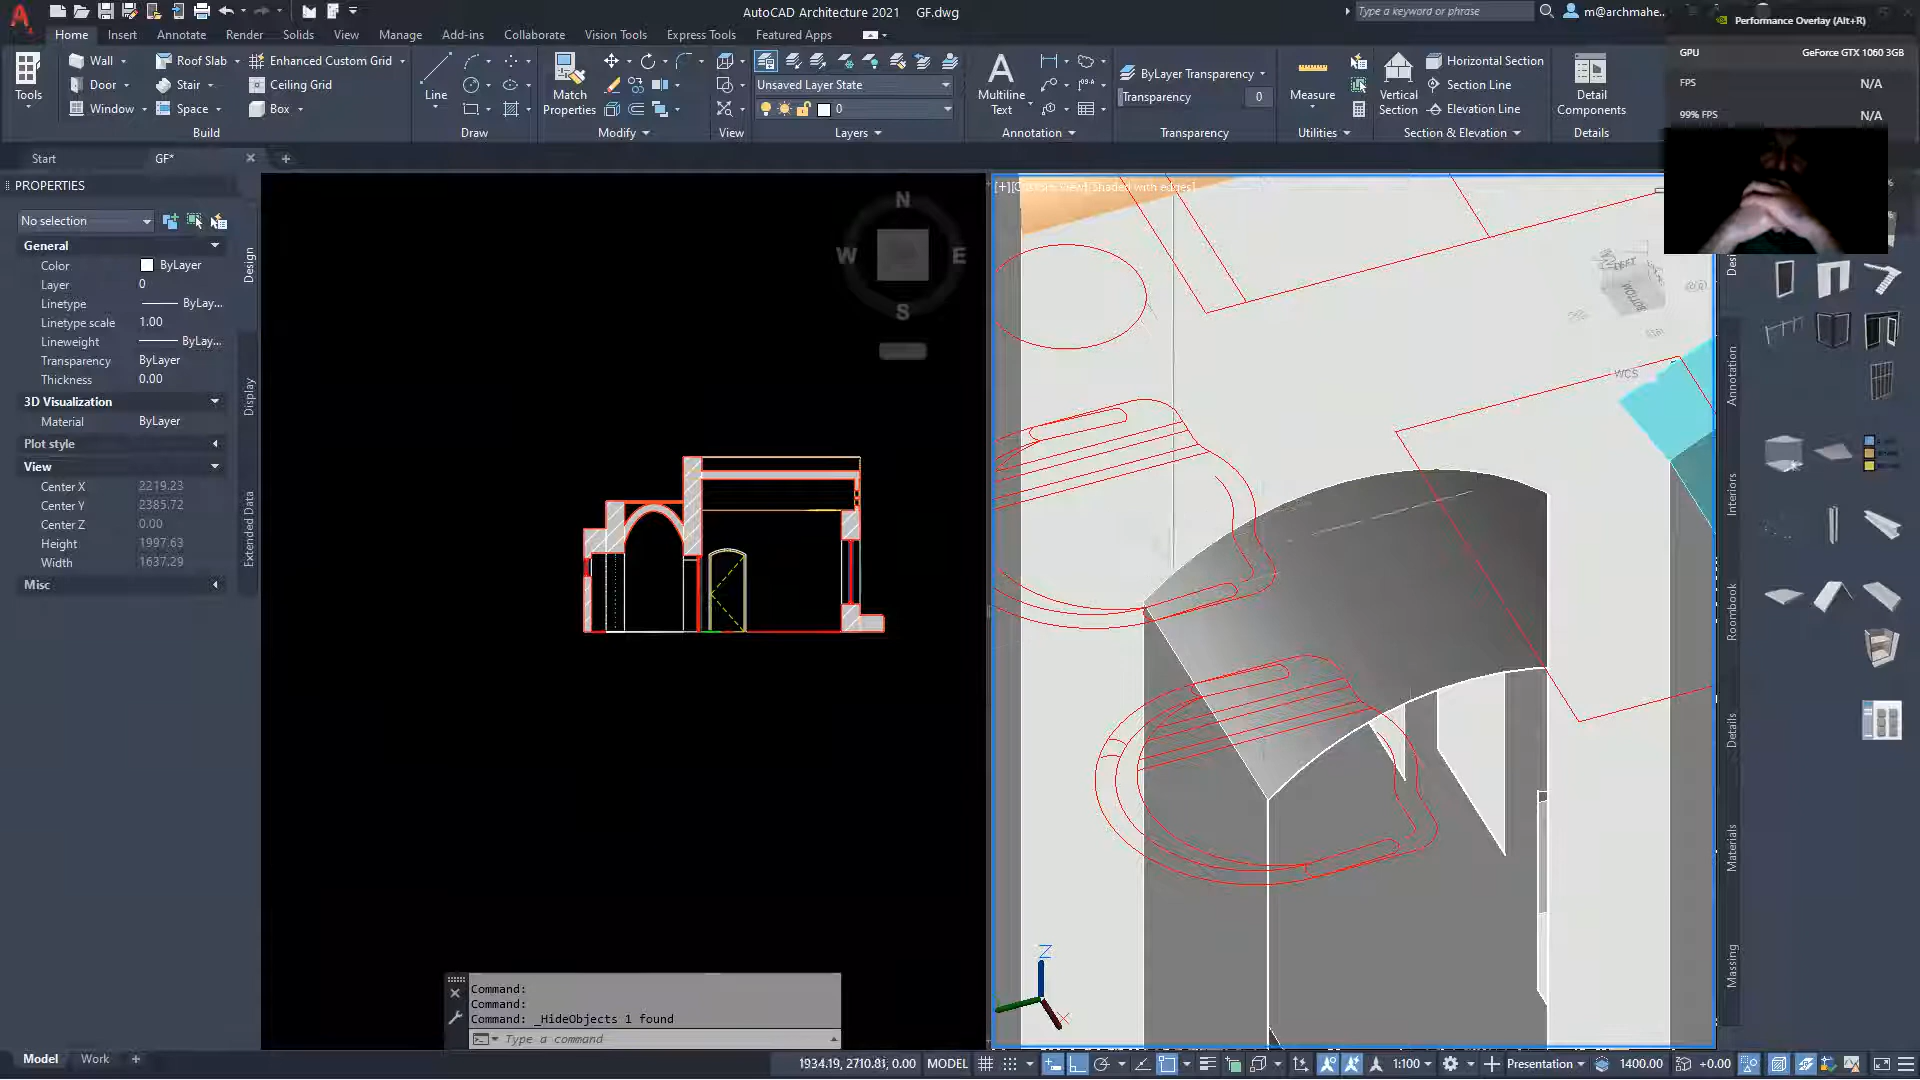 AutoCAD Architecture 2021 GF.dwg
Type a keyword or phrase
m@archmahe...
Performance Overlay (Alt+R)
Home Insert Annotate Render Solids View Manage Add-ins Collaborate Vision Tools Express Tools Featured Apps
GPU GeForce GTX 1060 3GB
FPS N/A
99% FPS N/A
Tools
Wall Roof Slab Enhanced Custom Grid
Door Stair Ceiling Grid
Window Space Box
Build
Line
Draw
Match Properties
Modify
View
Unsaved Layer State
0
Layers
Multiline Text
Annotation
ByLayer Transparency
Transparency 0
Transparency
Measure
Utilities
Vertical Section
Horizontal Section
Section Line
Elevation Line
Section & Elevation
Detail Components
Details
Start GF*
PROPERTIES
No selection
General
Color ByLayer
Layer 0
Linetype ByLay...
Linetype scale 1.00
Lineweight ByLay...
Transparency ByLayer
Thickness 0.00
3D Visualization
Material ByLayer
Plot style
View
Center X 2219.23
Center Y 2385.72
Center Z 0.00
Height 1997.63
Width 1637.29
Misc
Design
Display
Extended Data
N
W E
S
WCS
BOTTOM
Z
X
Annotation
Interiors
Roombook
Details
Materials
Massing
Command:
Command:
Command: _HideObjects 1 found
Type a command
Model Work +
1934.19, 2710.81, 0.00 MODEL 1:100 Presentation 1400.00 +0.00